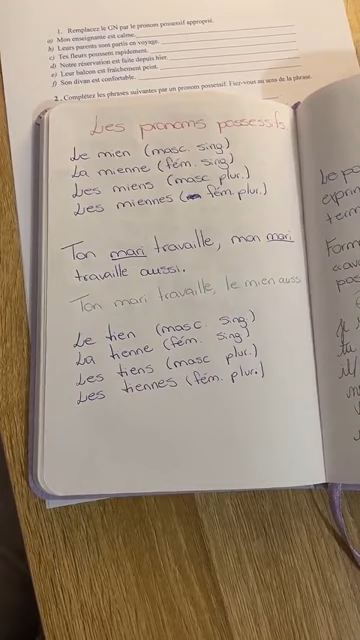 1. Remplacez le GN par le pronom possessif approprié.
a) Mon enseignante est calme.
b) Leurs parents sont partis en voyage.
c) Tes fleurs poussent rapidement.
d) Notre réservation est faite depuis hier.
e) Leur balcon est fraîchement peint.
f) Son divan est confortable.
2. Complétez les phrases suivantes par un pronom possessif. Fiez-vous au sens de la phrase.
Les pronoms possessifs
Le mien (masc. sing)
La mienne (fém. sing)
Les miens (masc plur.)
Les miennes (fém. plur.)
Ton mari travaille, mon mari
travaille aussi.
Ton mari travaille, le mien auss
Le tien (masc. sing)
La tienne (fém. sing)
Les tiens (masc plur.)
Les tiennes (fém. plur.)
Le po
exprin
term
Form
pos